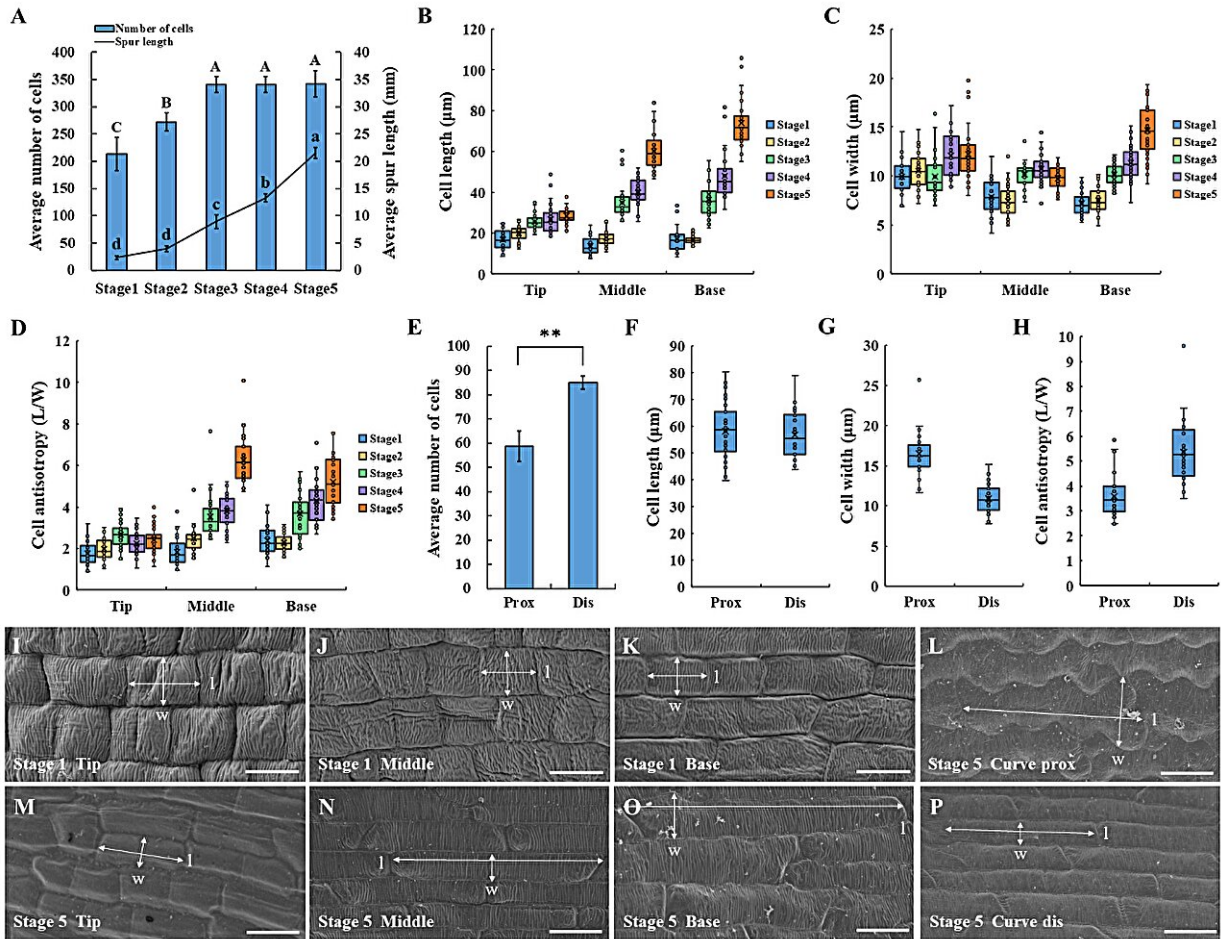 A
Number of cells
Spur length
Average number of cells
Average spur length (mm)
400
350
300
250
200
150
100
50
0
40
35
30
25
20
15
10
5
0
C
B
A
A
A
d
d
c
b
a
Stage1 Stage2 Stage3 Stage4 Stage5
B
Cell length (μm)
120
100
80
60
40
20
0
Tip Middle Base
Stage1
Stage2
Stage3
Stage4
Stage5
C
Cell width (μm)
25
20
15
10
5
0
Tip Middle Base
Stage1
Stage2
Stage3
Stage4
Stage5
D
Cell antisotropy (L/W)
12
10
8
6
4
2
0
Tip Middle Base
Stage1
Stage2
Stage3
Stage4
Stage5
E
Average number of cells
100
90
80
70
60
50
40
30
20
10
0
**
Prox Dis
F
Cell length (μm)
90
80
70
60
50
40
30
20
10
0
Prox Dis
G
Cell width (μm)
30
25
20
15
10
5
0
Prox Dis
H
Cell antisotropy (L/W)
10
9
8
7
6
5
4
3
2
1
0
Prox Dis
I
l
w
Stage 1 Tip
J
l
w
Stage 1 Middle
K
l
w
Stage 1 Base
L
l
w
Stage 5 Curve prox
M
l
w
Stage 5 Tip
N
l
w
Stage 5 Middle
O
l
w
Stage 5 Base
P
l
w
Stage 5 Curve dis